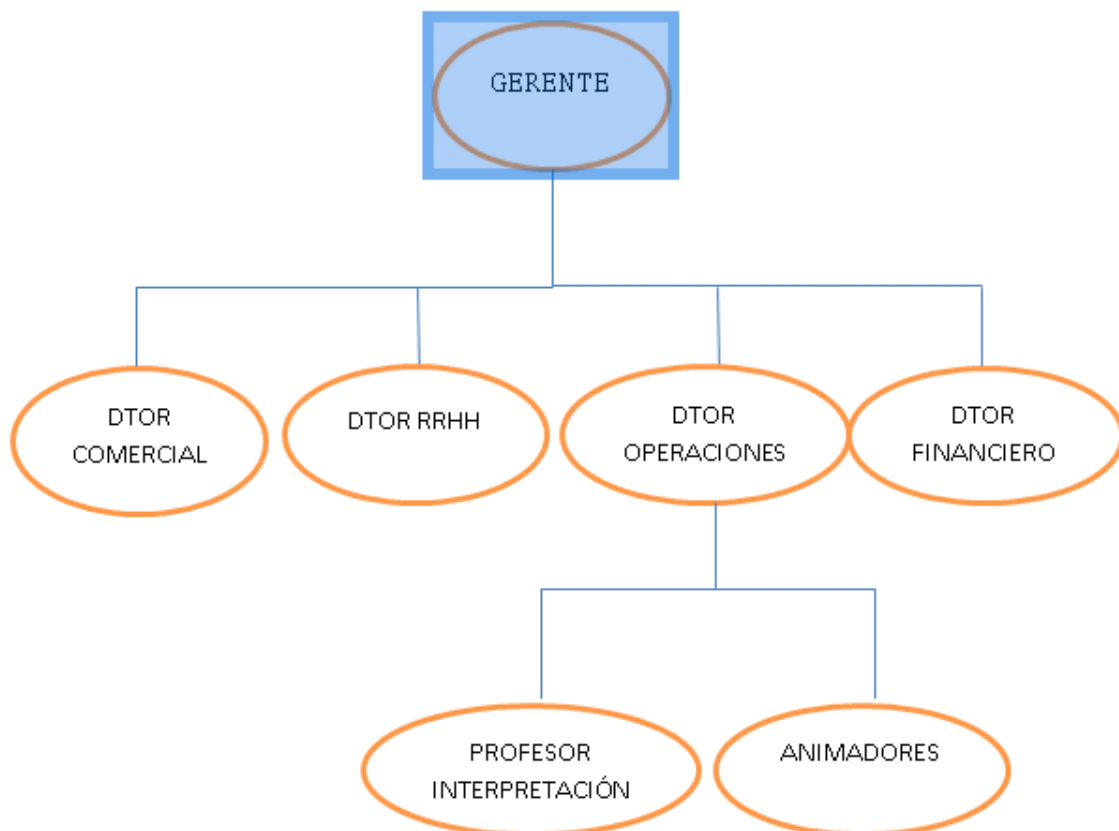 GERENTE
DTOR
COMERCIAL
DTOR RRHH
DTOR
OPERACIONES
DTOR
FINANCIERO
PROFESOR
INTERPRETACIÓN
ANIMADORES